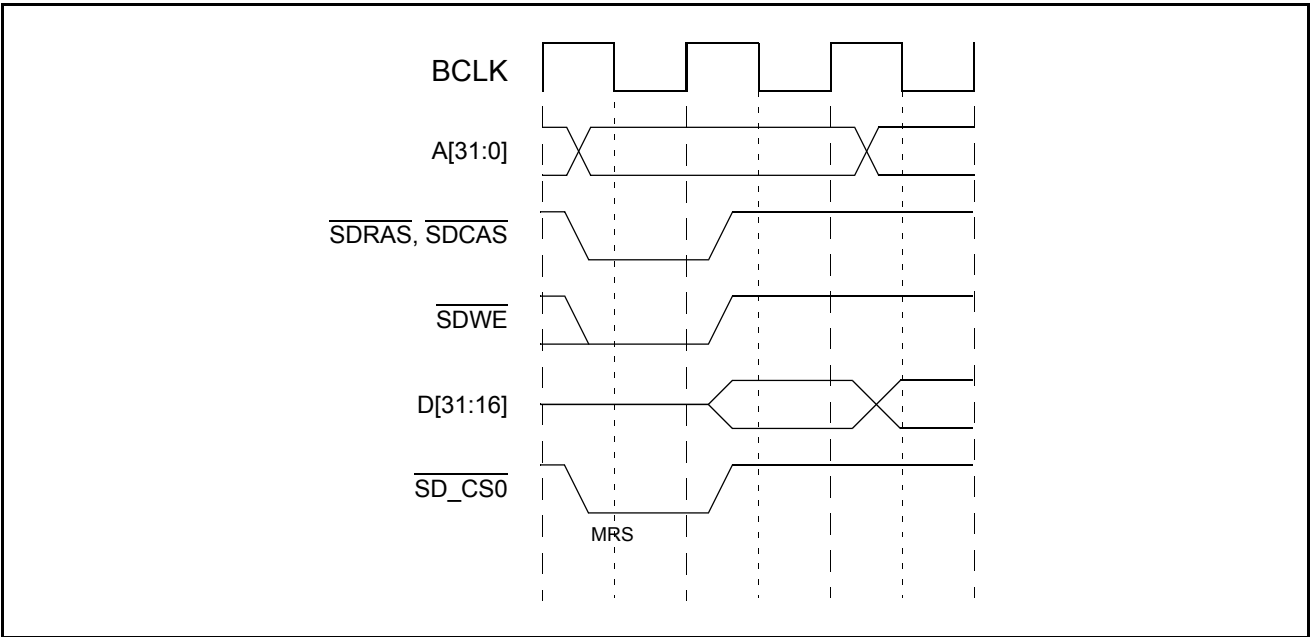 BCLK
A[31:0]
SDRAS, SDCAS
SDWE
D[31:16]
SD_CS0
MRS